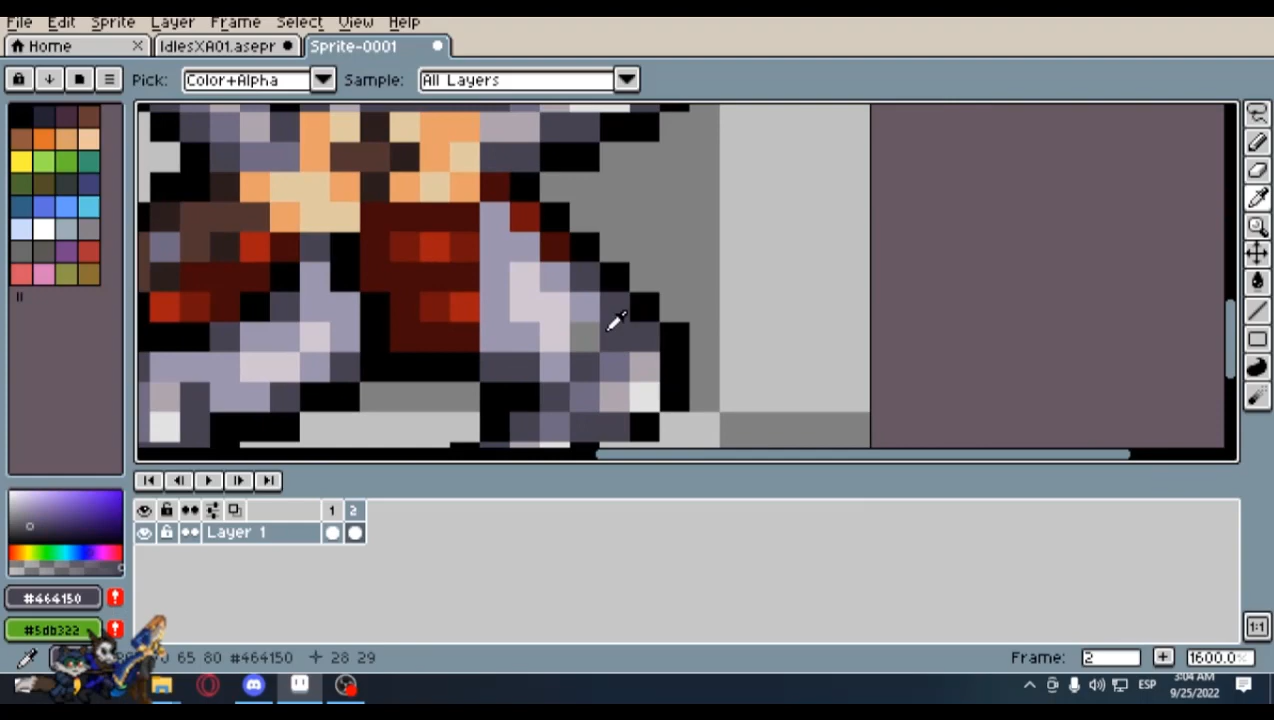 File Edit Sprite Layer Frame Select View Help
Home IdlesXA01.asepr Sprite-0001
Pick: Color+Alpha Sample: All Layers
1 2
Layer 1
#464150
#5db322
65 80 #464150 28 29 Frame: 2 1600.0%
1:1
ESP 3:04 AM
9/25/2022